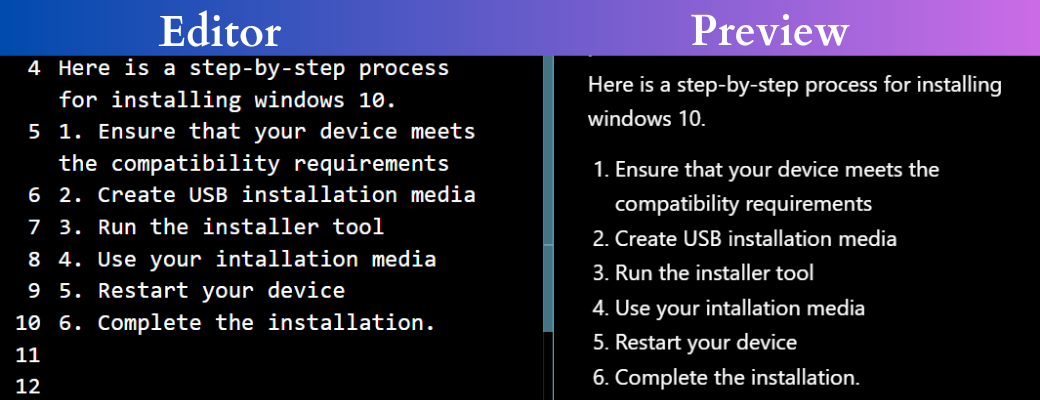 Editor
Preview
4 Here is a step-by-step process
for installing windows 10.
5 1. Ensure that your device meets
the compatibility requirements
6 2. Create USB installation media
7 3. Run the installer tool
8 4. Use your intallation media
9 5. Restart your device
10 6. Complete the installation.
11
12
Here is a step-by-step process for installing
windows 10.
1. Ensure that your device meets the
compatibility requirements
2. Create USB installation media
3. Run the installer tool
4. Use your intallation media
5. Restart your device
6. Complete the installation.